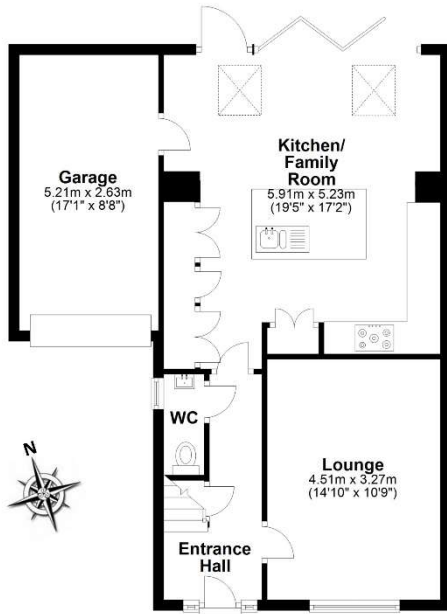 Garage
5.21m x 2.63m
(17'1" x 8'8")
Kitchen/
Family
Room
5.91m x 5.23m
(19'5" x 17'2")
WC
N
Lounge
4.51m x 3.27m
(14'10" x 10'9")
Entrance
Hall